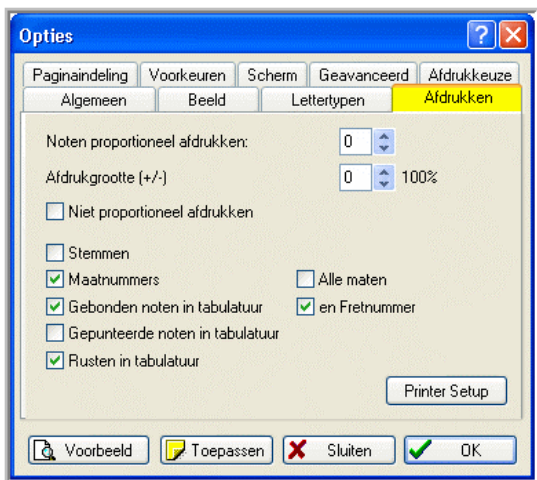 Opties
Paginaindeling Voorkeuren Scherm Geavanceerd Afdrukkeuze
Algemeen Beeld Lettertypen Afdrukken
Noten proportioneel afdrukken: 0
Afdrukgrootte (+/-) 0 100%
Niet proportioneel afdrukken
Stemmen
Maatnummers Alle maten
Gebonden noten in tabulatuur en Fretnummer
Gepunteerde noten in tabulatuur
Rusten in tabulatuur
Printer Setup
Voorbeeld Toepassen Sluiten OK